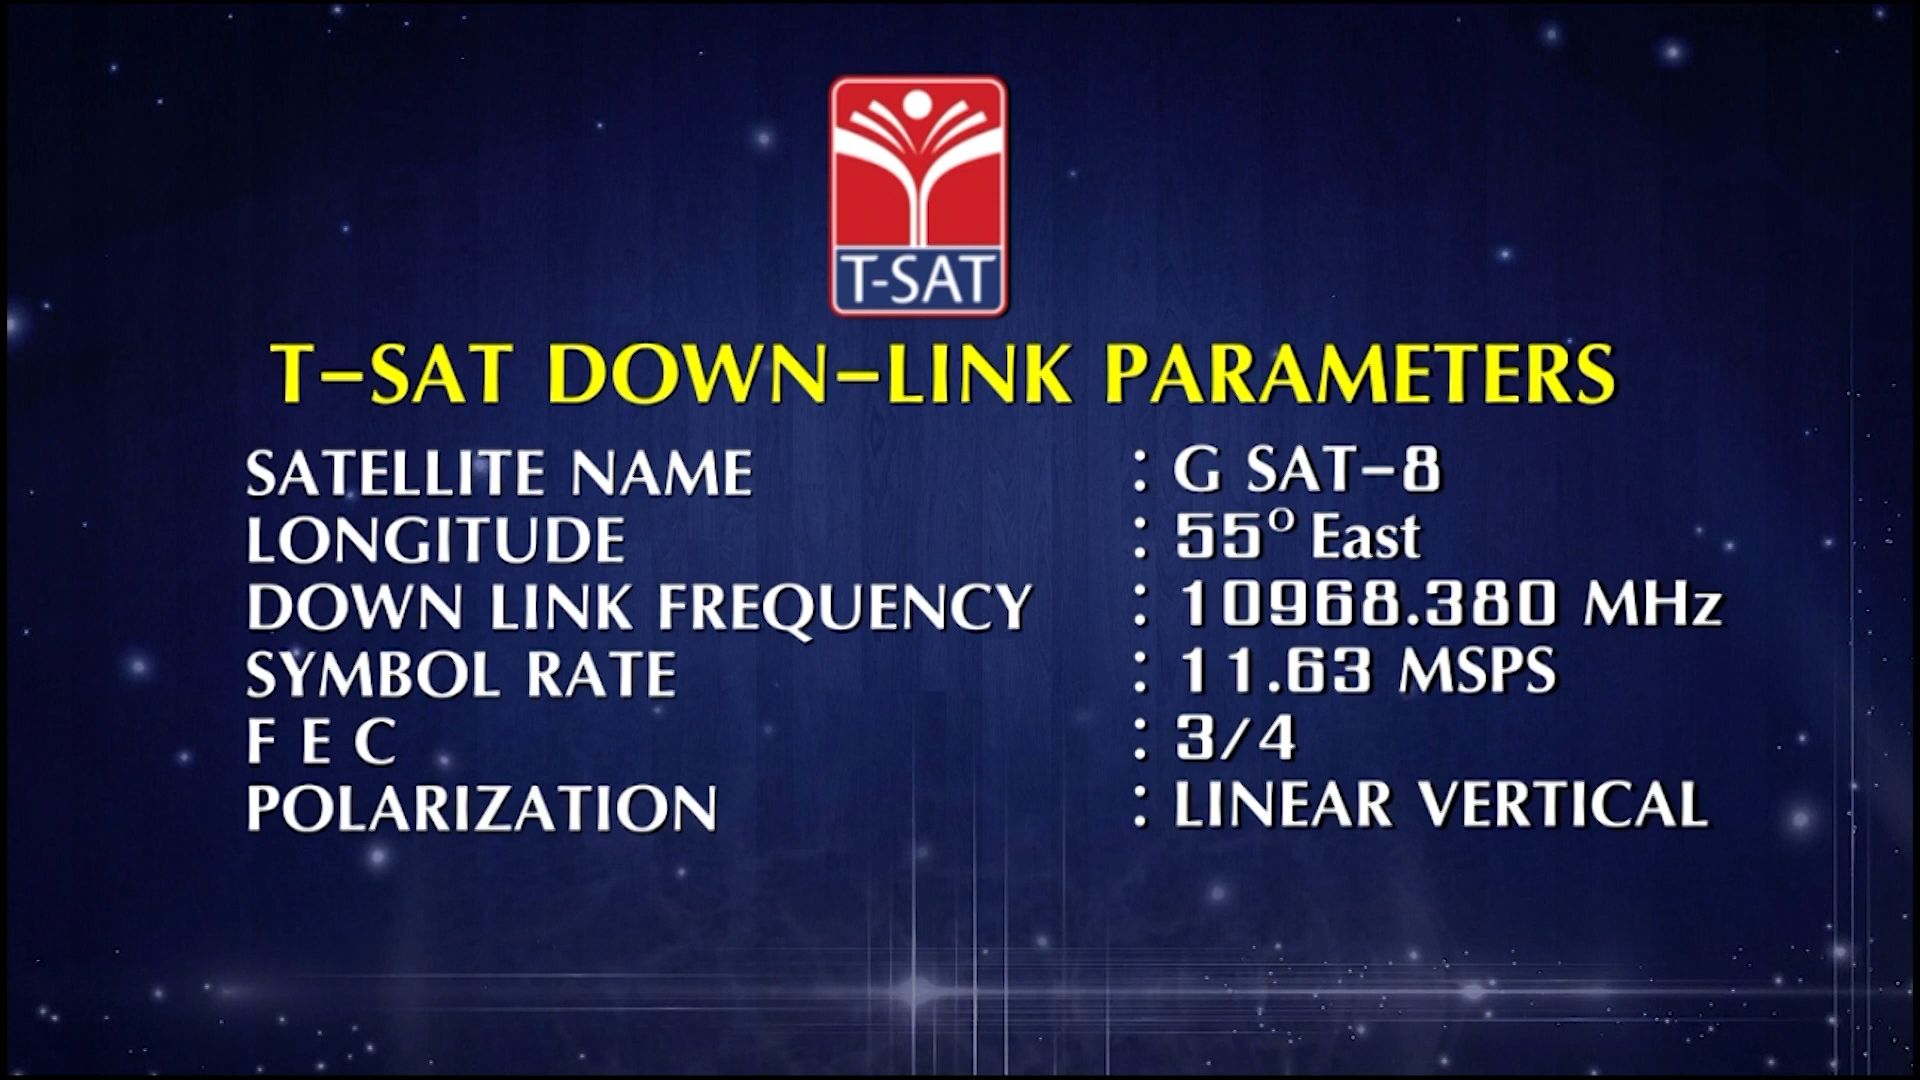 T-SAT
T-SAT DOWN-LINK PARAMETERS
SATELLITE NAME : G SAT-8
LONGITUDE : 55° East
DOWN LINK FREQUENCY : 10968.380 MHz
SYMBOL RATE : 11.63 MSPS
F E C : 3/4
POLARIZATION : LINEAR VERTICAL